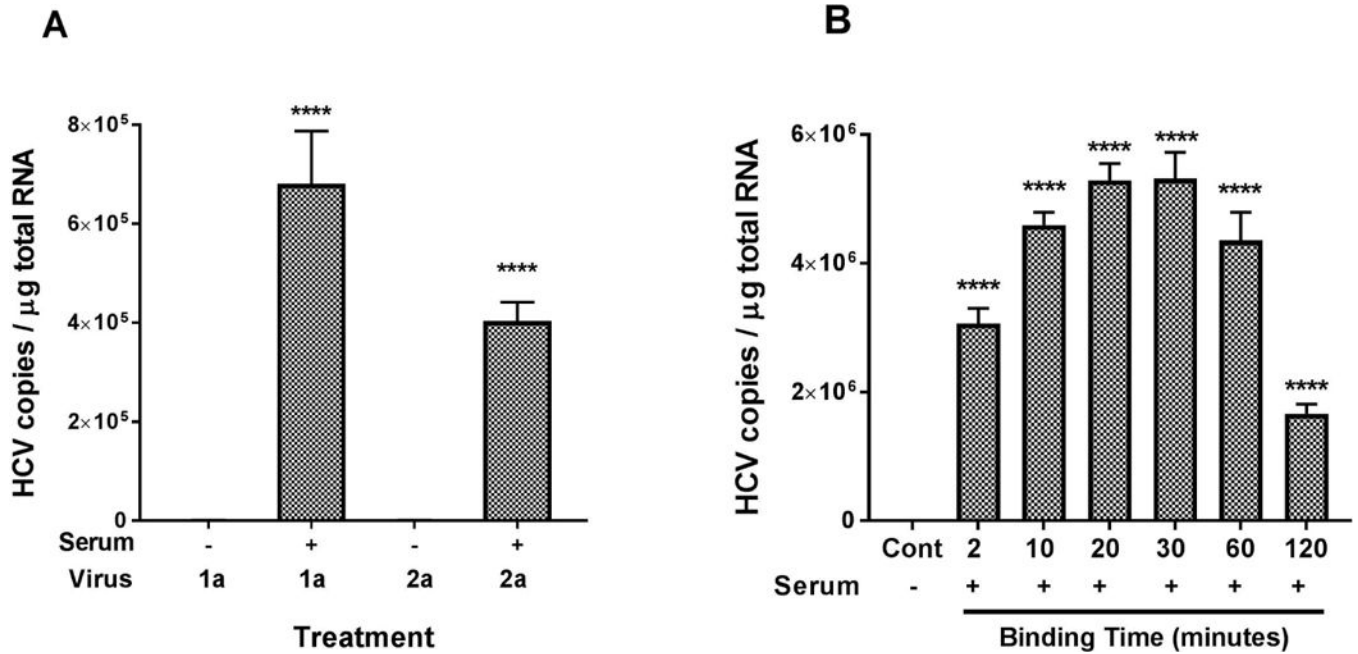 A
HCV copies / μg total RNA
8×10⁵
6×10⁵
4×10⁵
2×10⁵
0
****
****
Serum - + - +
Virus 1a 1a 2a 2a
Treatment
B
HCV copies / μg total RNA
6×10⁶
4×10⁶
2×10⁶
0
****
****
****
****
****
****
Cont 2 10 20 30 60 120
Serum - + + + + + +
Binding Time (minutes)